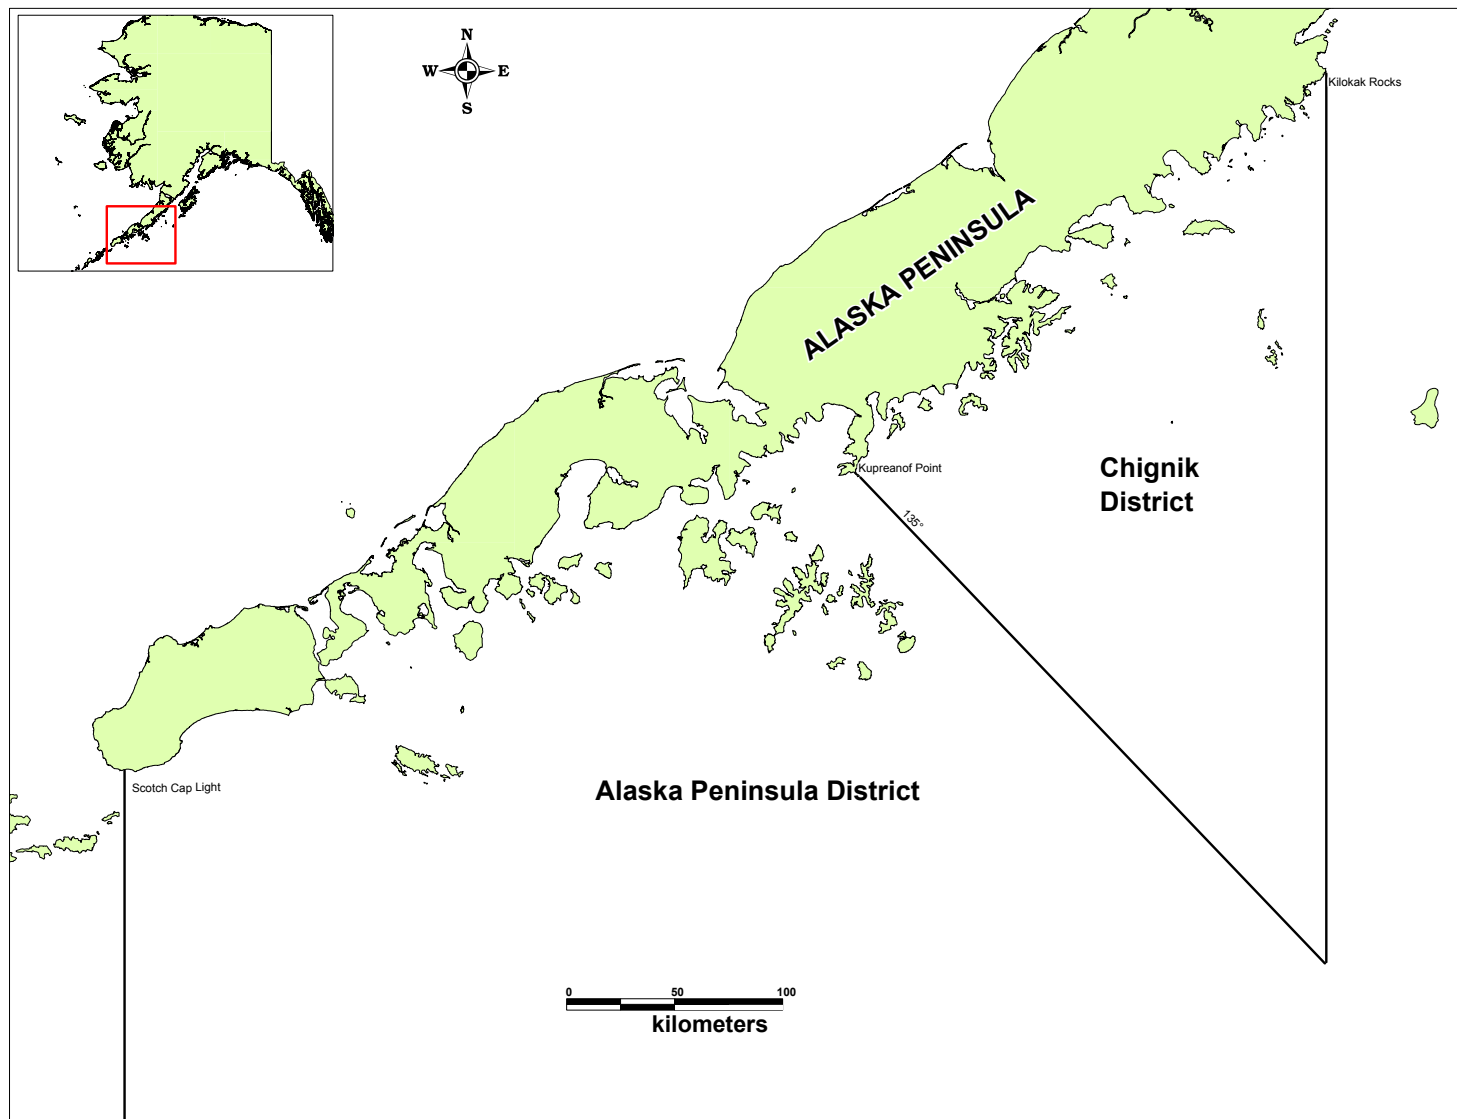 N
W E
S
Kilokak Rocks
ALASKA PENINSULA
Kupreanof Point
Chignik
District
135°
Scotch Cap Light
Alaska Peninsula District
0 50 100
kilometers